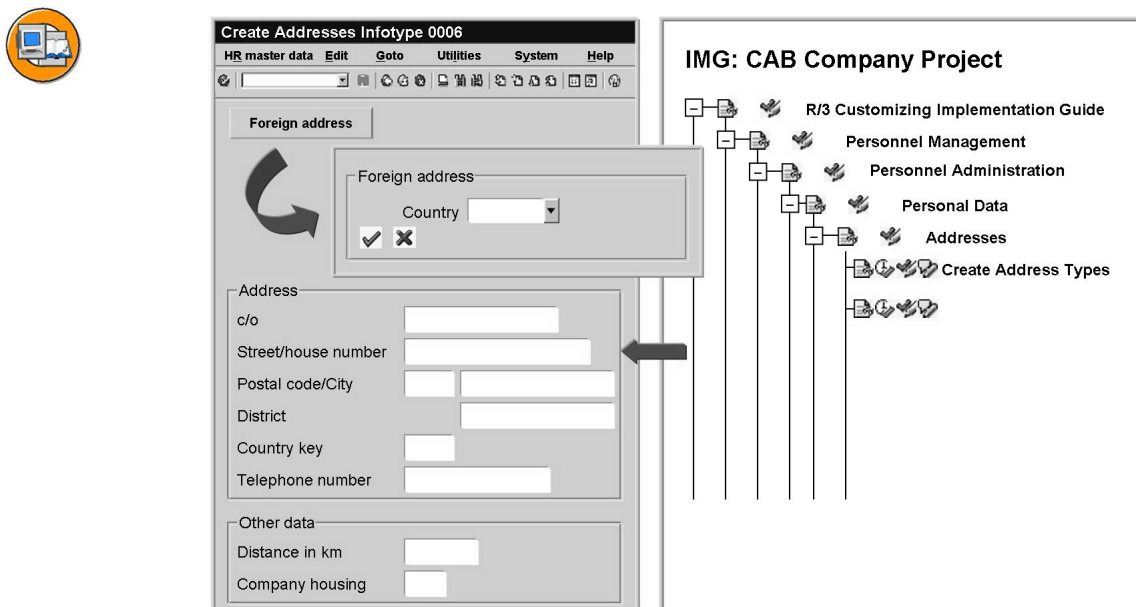 Create Addresses Infotype 0006
HR master data Edit Goto Utilities System Help
Foreign address
Foreign address
Country
Address
c/o
Street/house number
Postal code/City
District
Country key
Telephone number
Other data
Distance in km
Company housing
IMG: CAB Company Project
R/3 Customizing Implementation Guide
Personnel Management
Personnel Administration
Personal Data
Addresses
Create Address Types